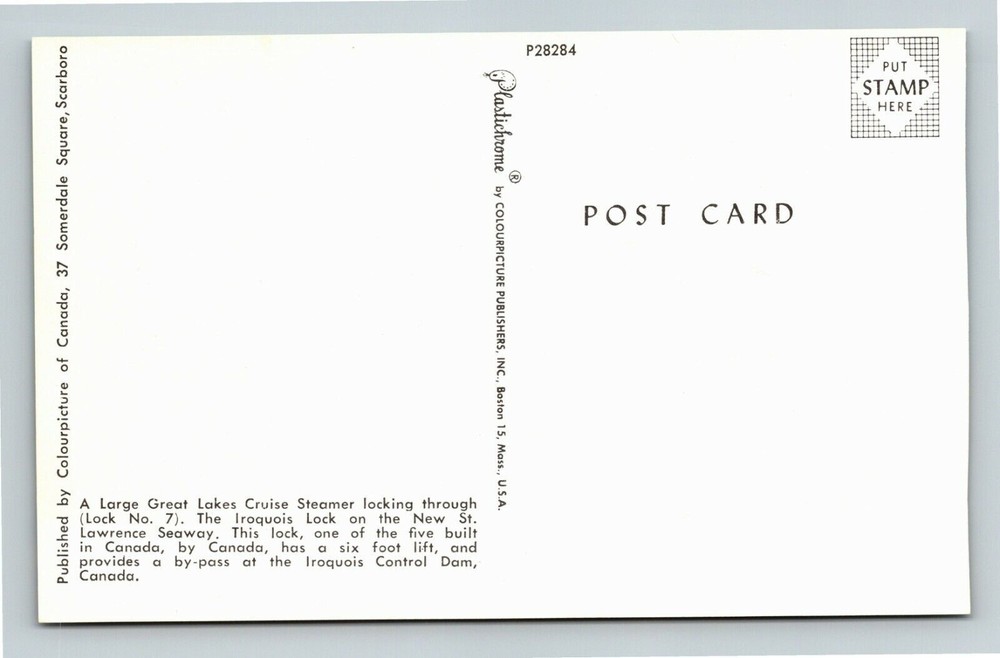 P28284
PUT
STAMP
HERE
POST CARD
Plastichrome ® by COLOURPICTURE PUBLISHERS, INC., Boston 15, Mass., U.S.A.
Published by Colourpicture of Canada, 37 Somerdale Square, Scarboro
A Large Great Lakes Cruise Steamer locking through
(Lock No. 7). The Iroquois Lock on the New St.
Lawrence Seaway. This lock, one of the five built
in Canada, by Canada, has a six foot lift, and
provides a by-pass at the Iroquois Control Dam,
Canada.